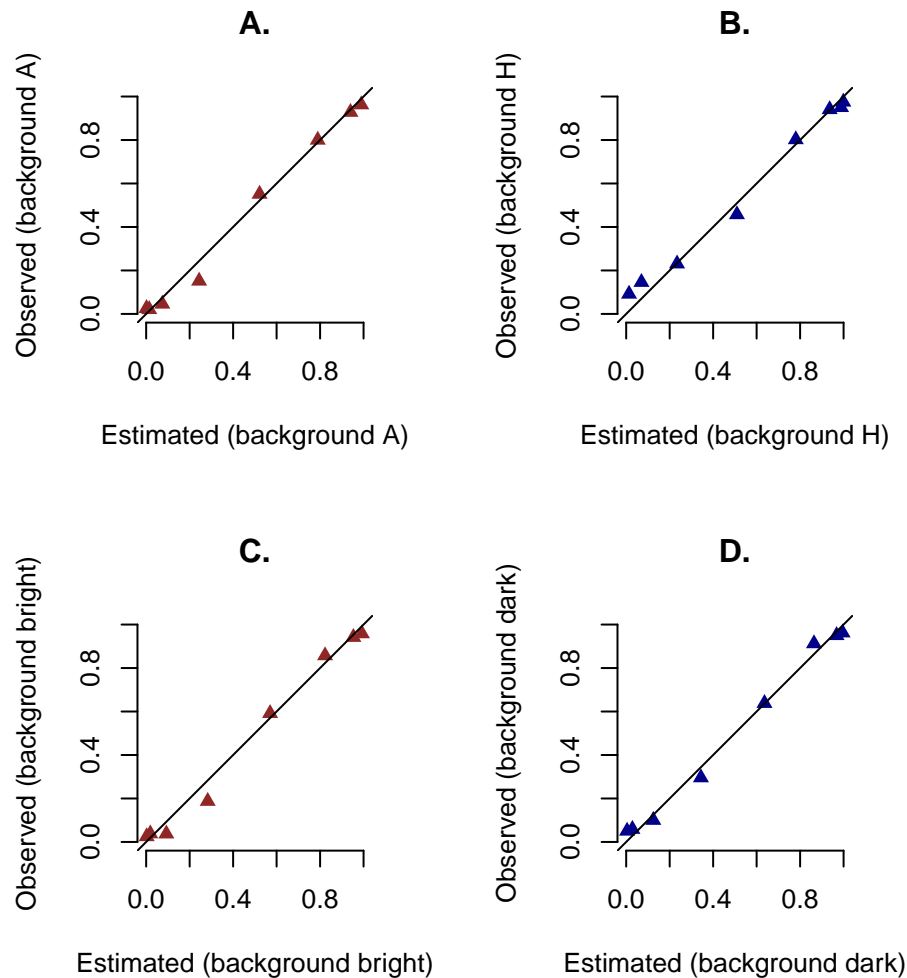 A.
Observed (background A)
0.8
0.4
0.0
0.0 0.4 0.8
Estimated (background A)
B.
Observed (background H)
0.8
0.4
0.0
0.0 0.4 0.8
Estimated (background H)
C.
Observed (background bright)
0.8
0.4
0.0
0.0 0.4 0.8
Estimated (background bright)
D.
Observed (background dark)
0.8
0.4
0.0
0.0 0.4 0.8
Estimated (background dark)